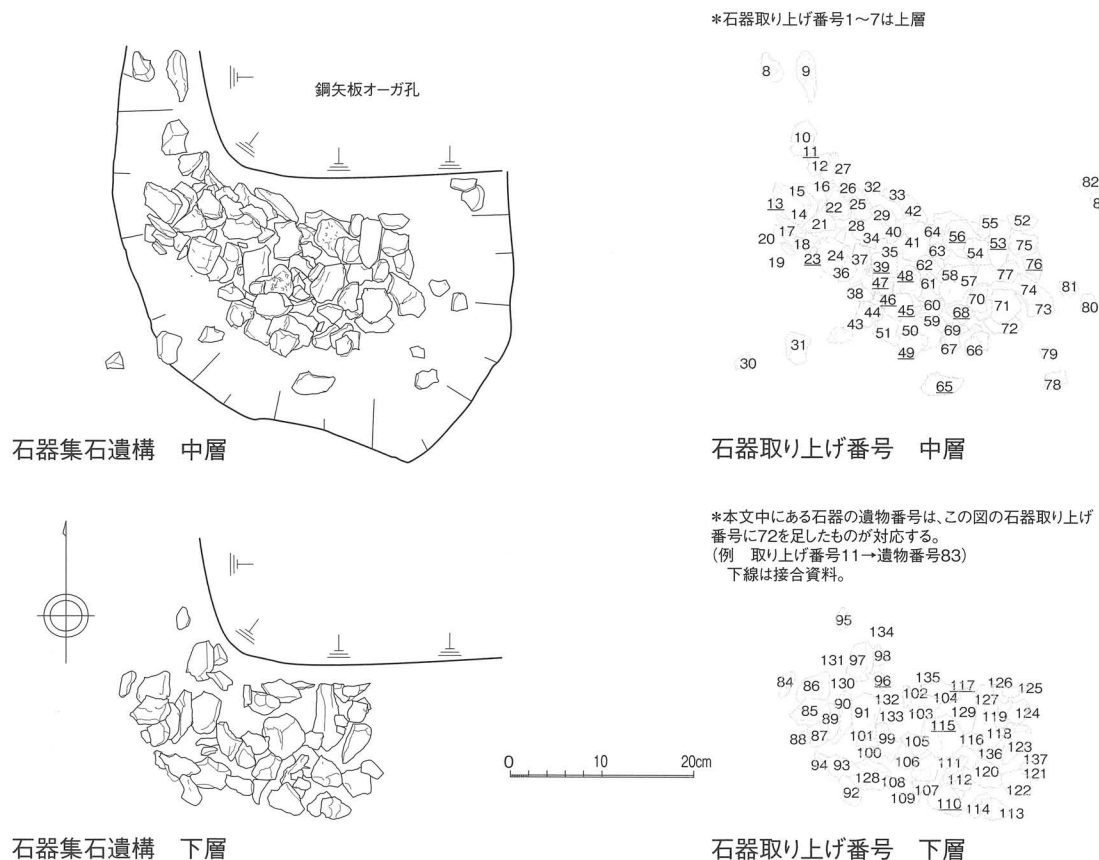 *石器取り上げ番号1～7は上層
鋼矢板オーガ孔
8 9
10
11
12 27
15 16 26 32 33
13 14 22 25 29 42
17 21 28 40 64 56 55 52
20 18 34 41 63 54 53 75
19 23 24 37 35 62 76
36 39 48 58 57 77
38 47 61 70 74 81
46 45 60 68 71 73 80
43 44 59 69 72
51 50 67 66
49 79
30 31
65 78
82
8
石器集石遺構　中層
石器取り上げ番号　中層
*本文中にある石器の遺物番号は、この図の石器取り上げ
番号に72を足したものが対応する。
(例　取り上げ番号11→遺物番号83)
下線は接合資料。
95
134
131 97 98
84 86 130 96 135 117 126 125
90 132 102 104 127
85 89 91 133 103 129 119 124
88 87 101 99 105 115 116 118
100 106 111 136 123 137
94 93 128 108 112 120 121
92 109 107 122
110 114 113
0 10 20cm
石器集石遺構　下層
石器取り上げ番号　下層